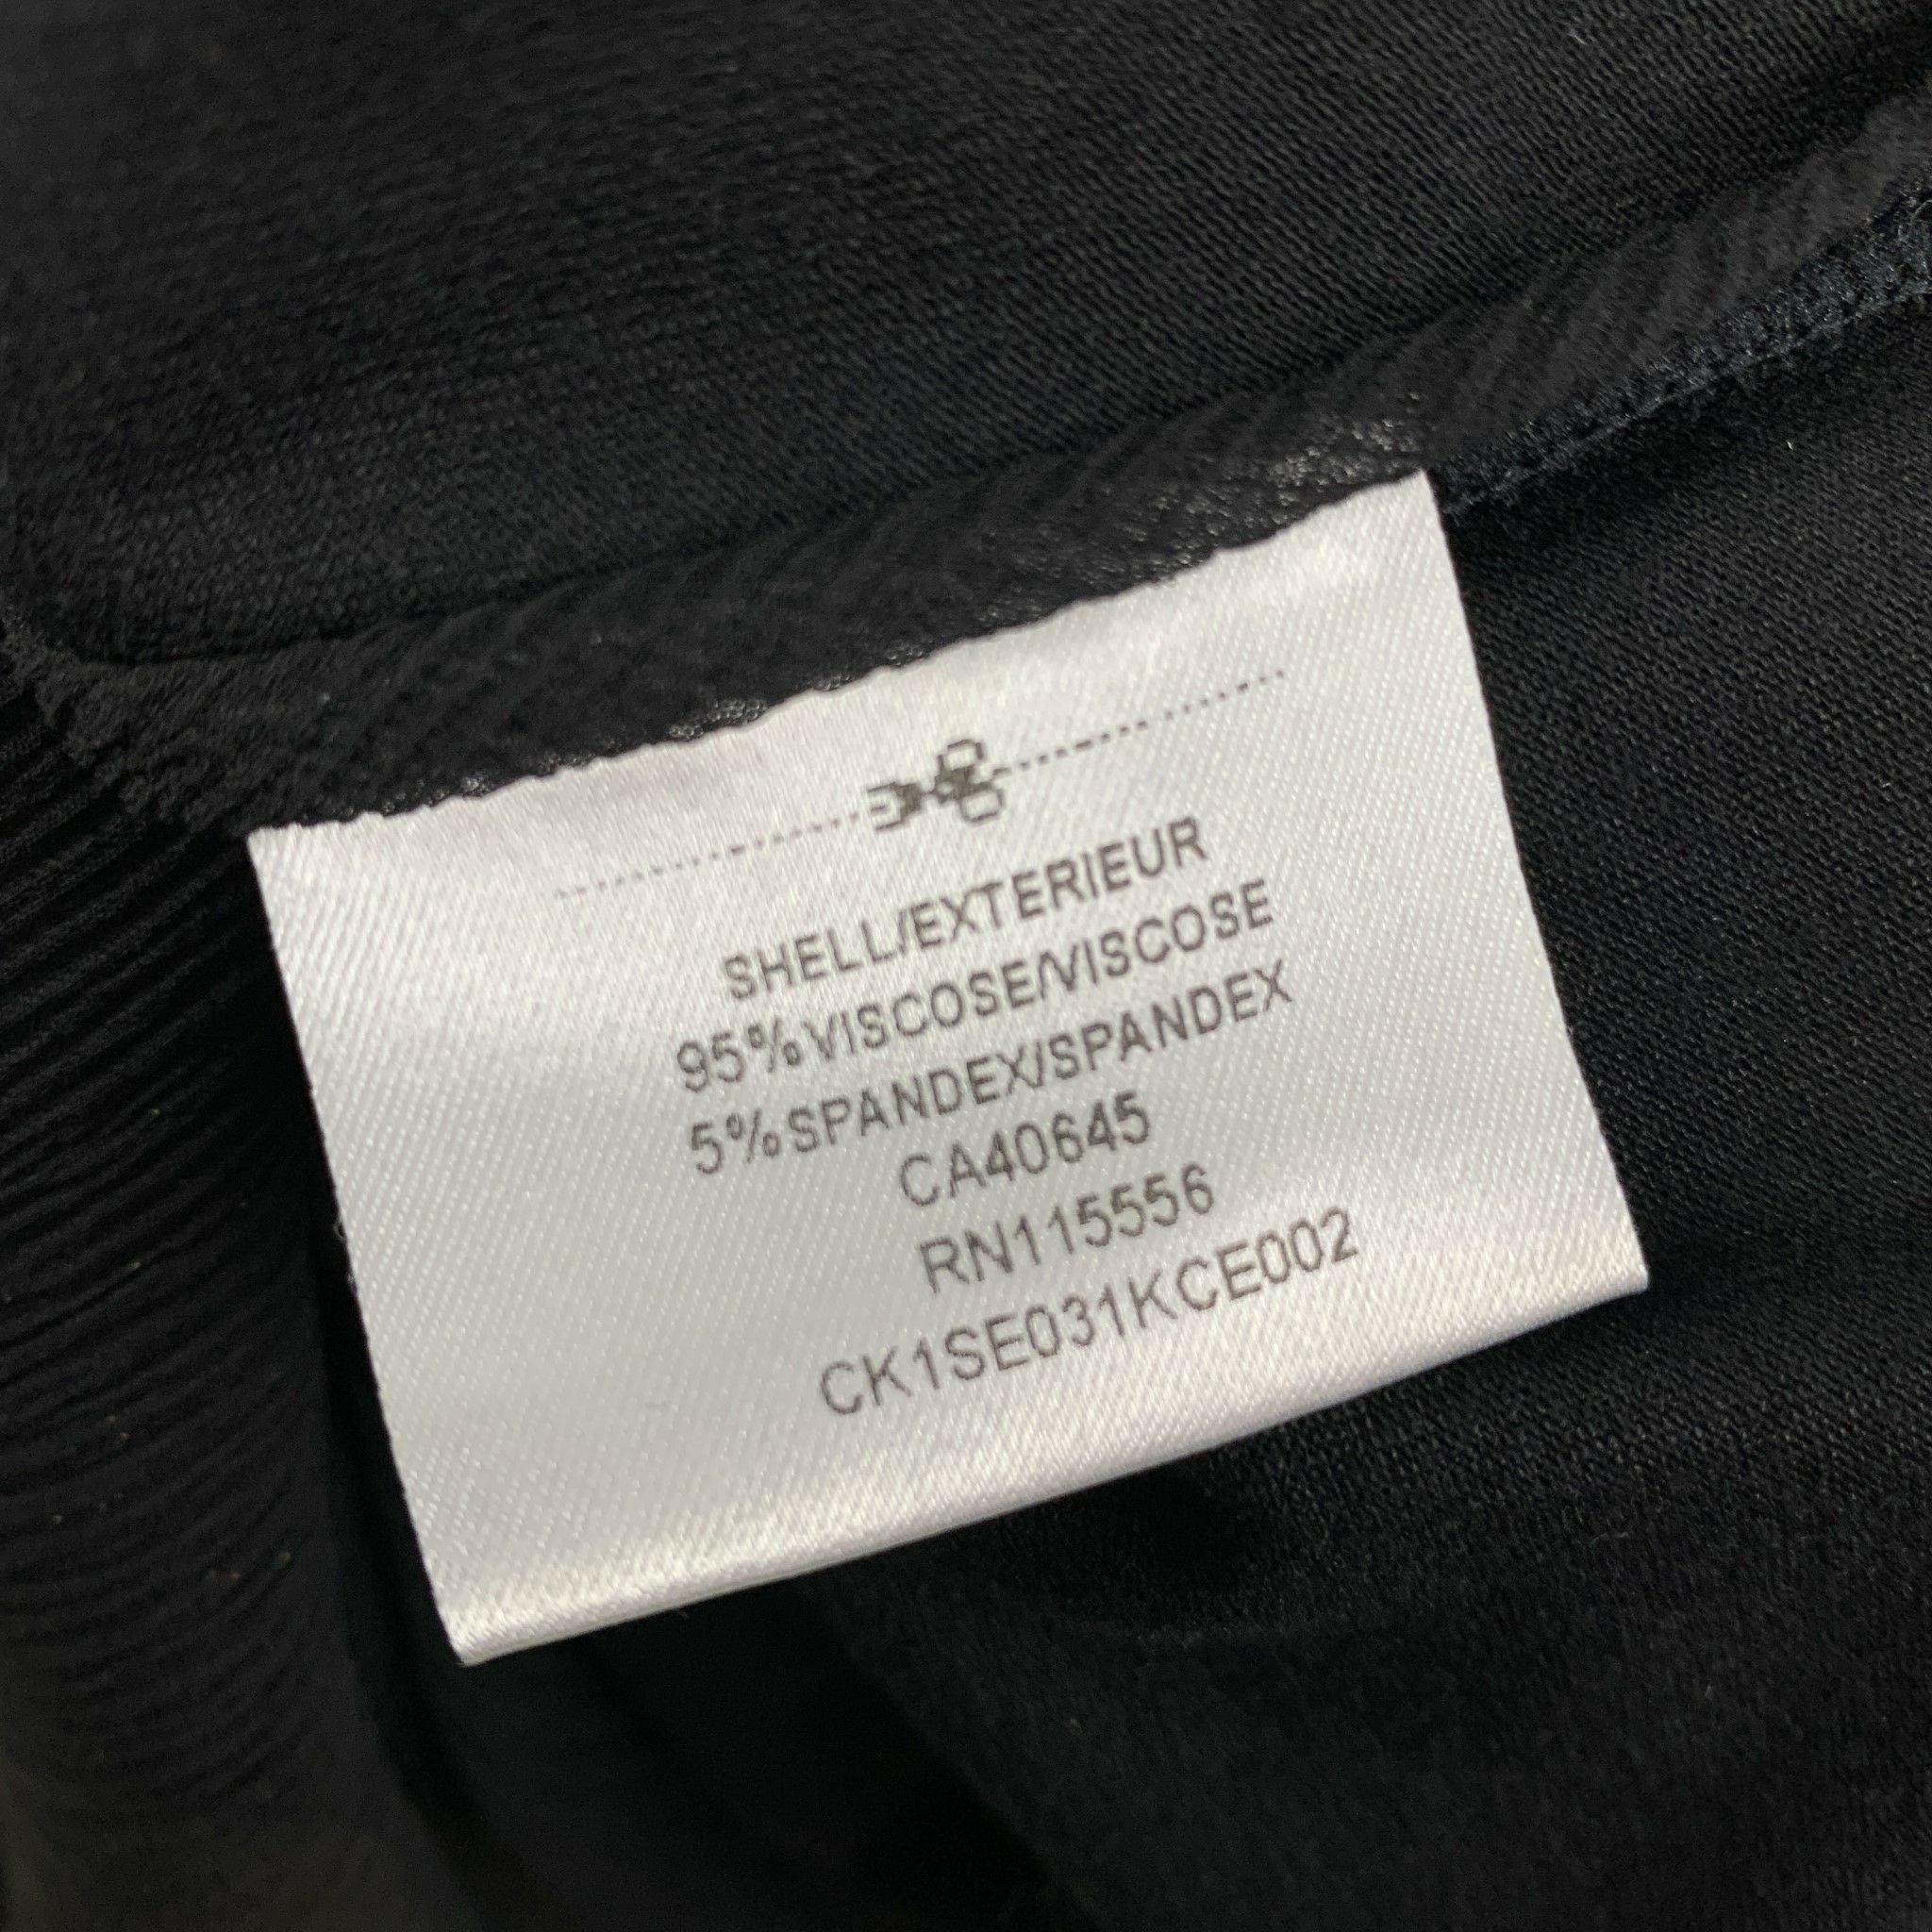 SHELL/EXTERIEUR
95%VISCOSE/VISCOSE
5%SPANDEX/SPANDEX
CA40645
RN115556
CK1SE031KCE002